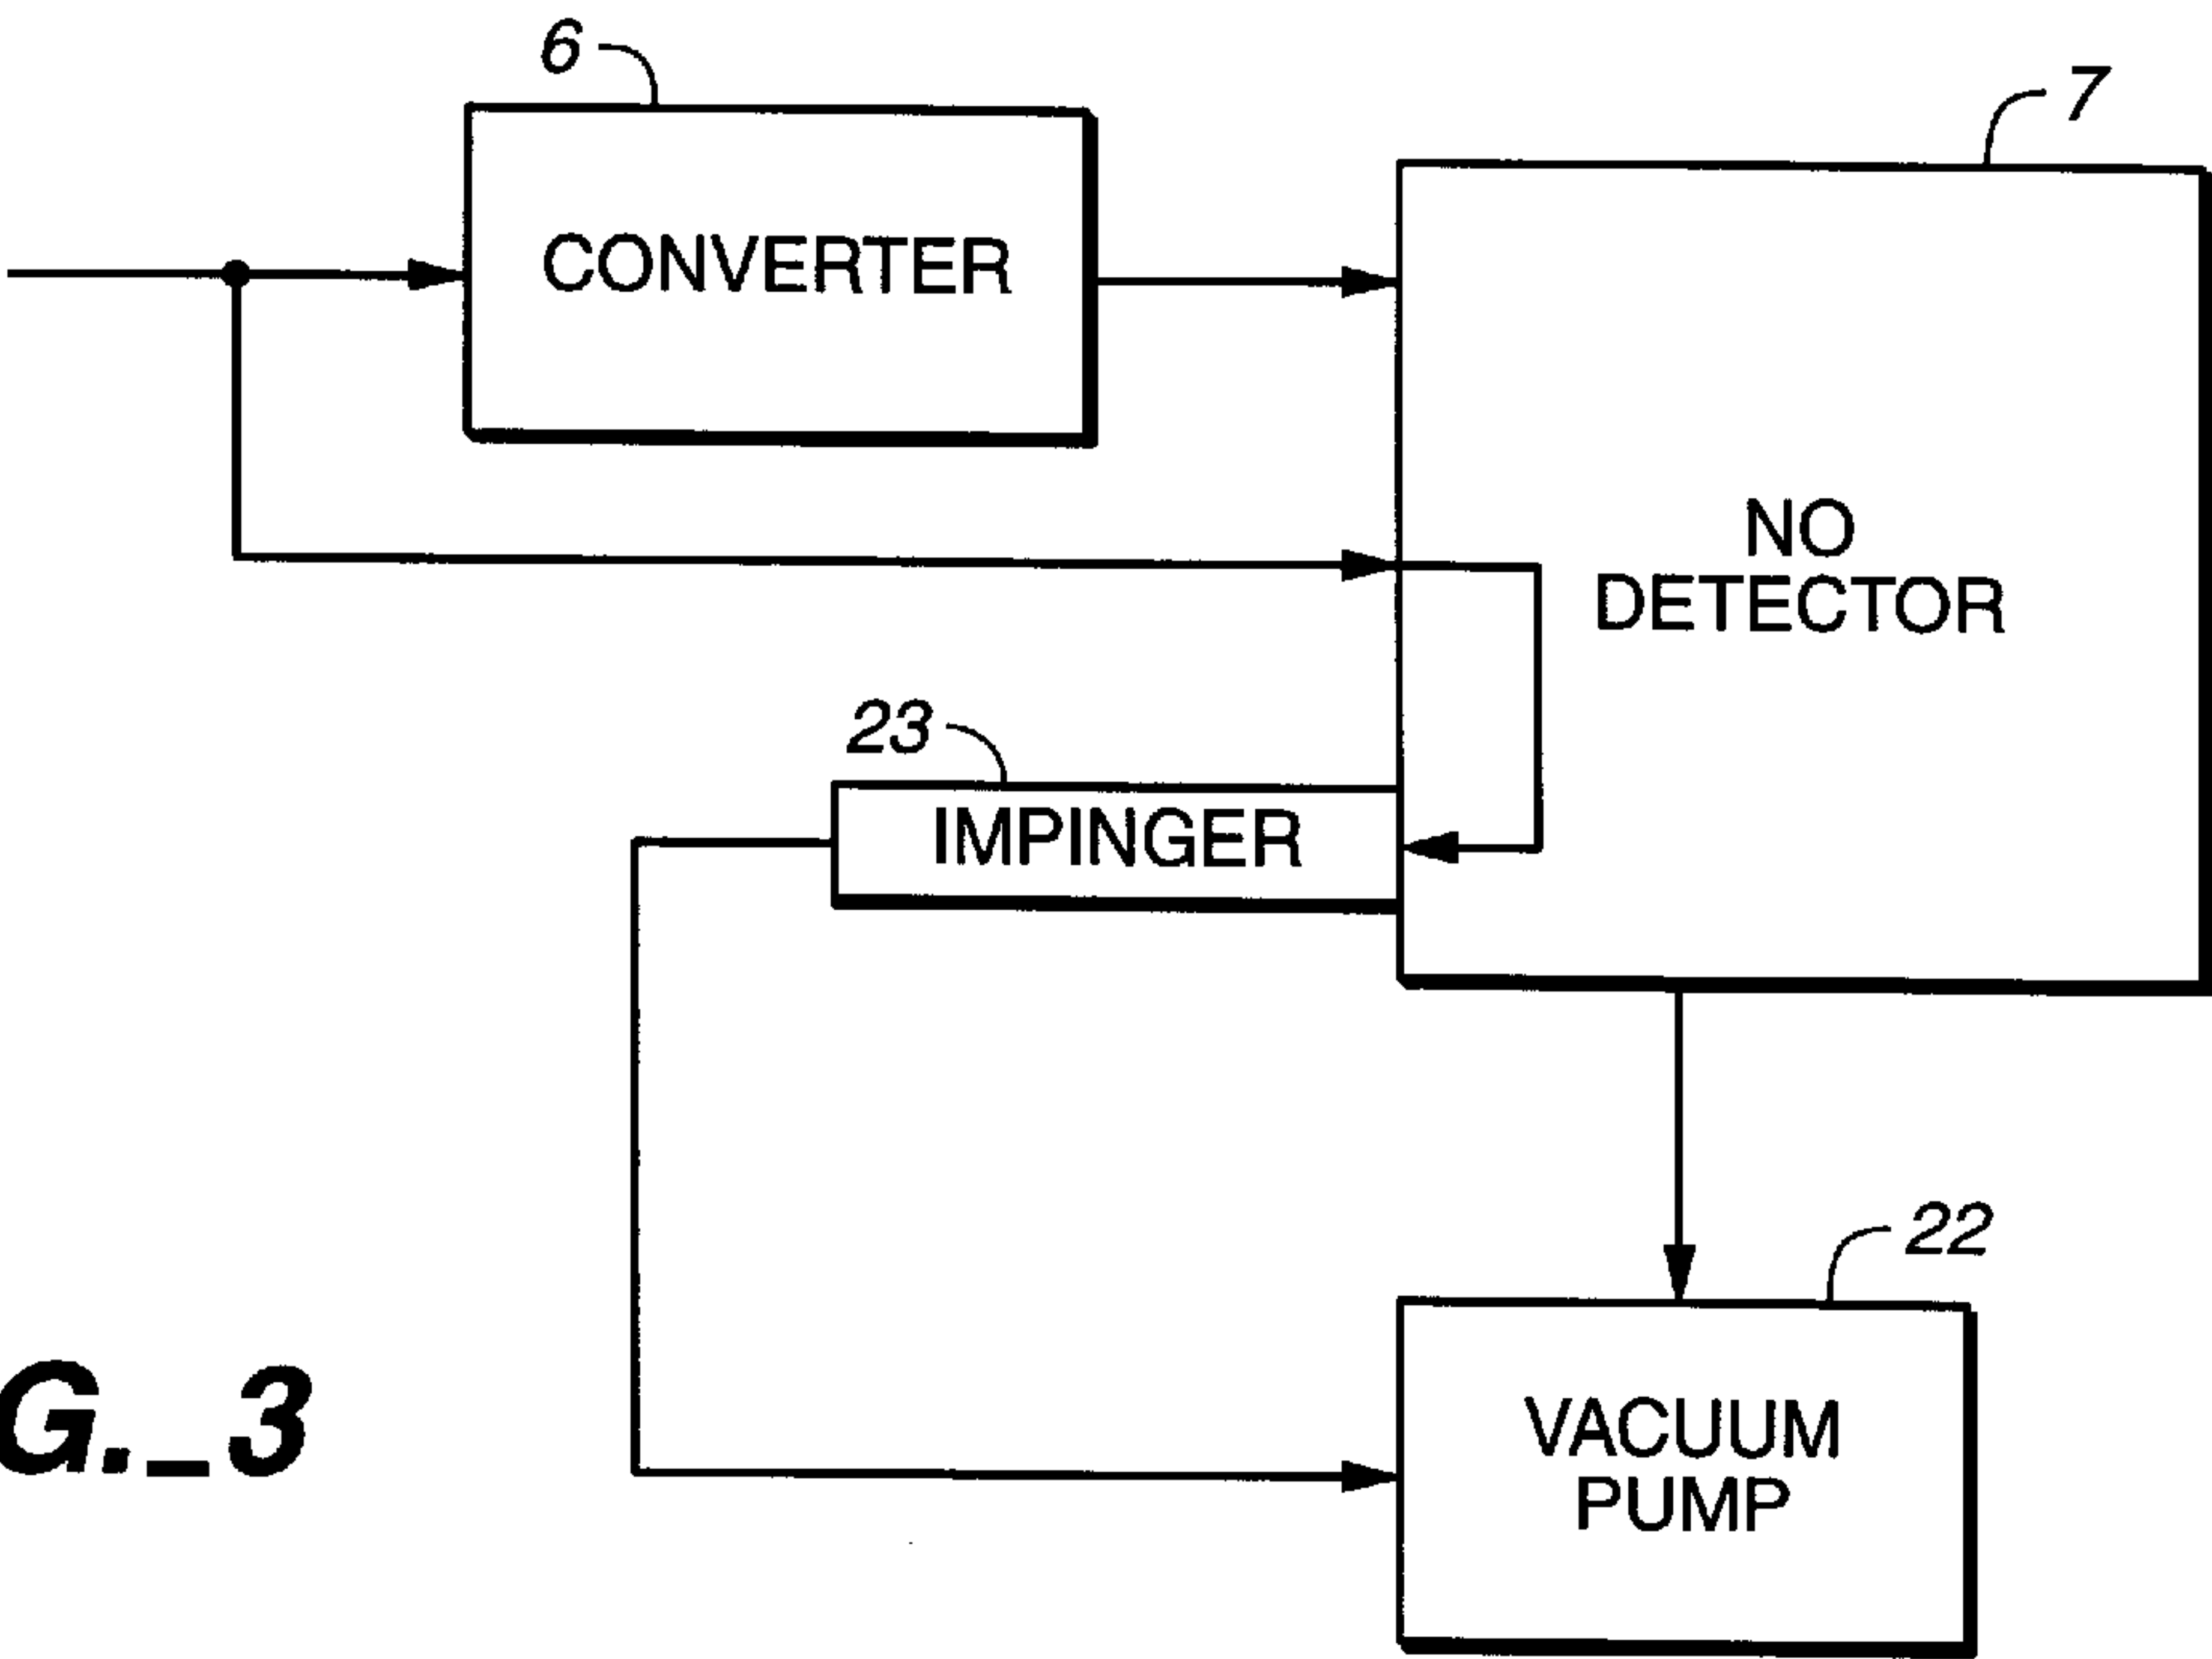 6
7
CONVERTER
NO
DETECTOR
23
IMPINGER
22
VACUUM
PUMP
G._3